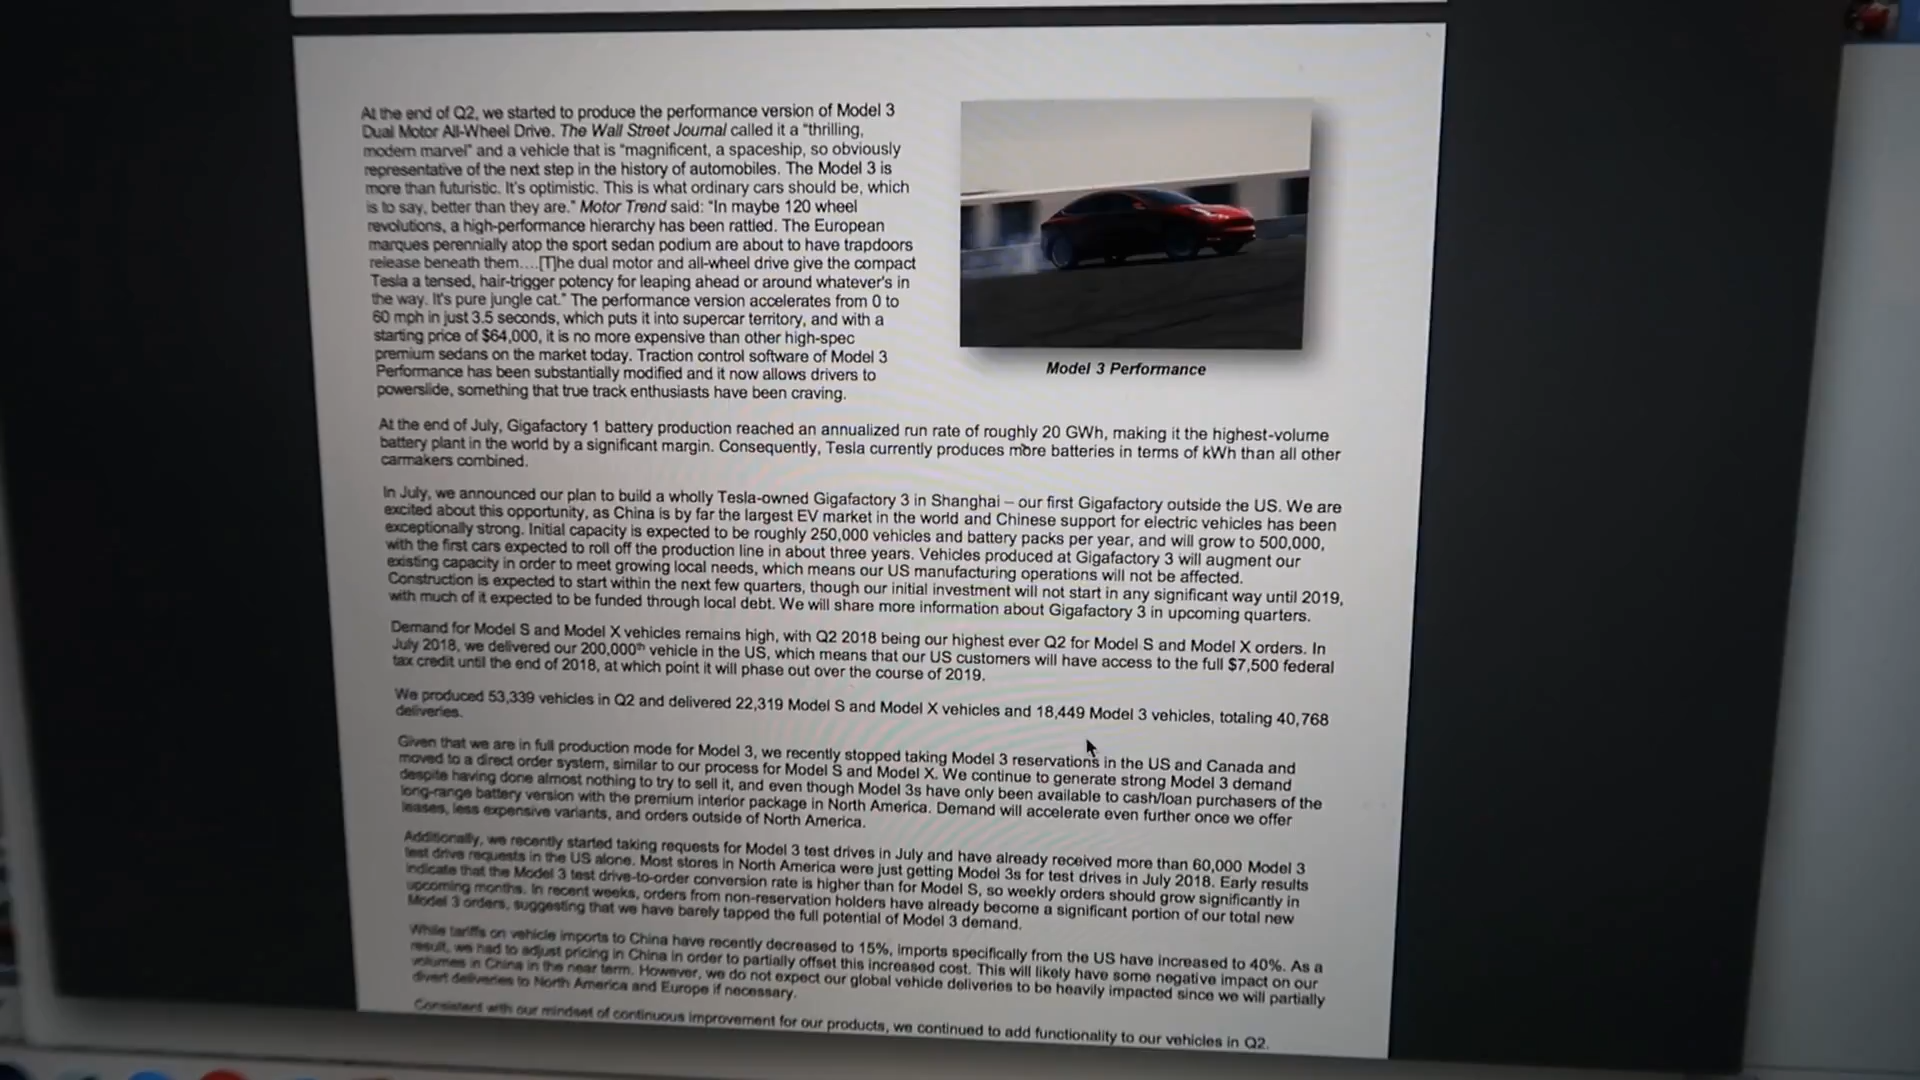 At the end of Q2, we started to produce the performance version of Model 3
Dual Motor All-Wheel Drive. The Wall Street Journal called it a “thrilling,
modern marvel” and a vehicle that is “magnificent, a spaceship, so obviously
representative of the next step in the history of automobiles. The Model 3 is
more than futuristic. It's optimistic. This is what ordinary cars should be, which
is to say, better than they are.” Motor Trend said: “In maybe 120 wheel
revolutions, a high-performance hierarchy has been rattled. The European
marques perennially atop the sport sedan podium are about to have trapdoors
release beneath them....[T]he dual motor and all-wheel drive give the compact
Tesla a tensed, hair-trigger potency for leaping ahead or around whatever's in
the way. It's pure jungle cat.” The performance version accelerates from 0 to
60 mph in just 3.5 seconds, which puts it into supercar territory, and with a
starting price of $64,000, it is no more expensive than other high-spec
premium sedans on the market today. Traction control software of Model 3
Performance has been substantially modified and it now allows drivers to
powerslide, something that true track enthusiasts have been craving.
Model 3 Performance
At the end of July, Gigafactory 1 battery production reached an annualized run rate of roughly 20 GWh, making it the highest-volume
battery plant in the world by a significant margin. Consequently, Tesla currently produces more batteries in terms of kWh than all other
carmakers combined.
In July, we announced our plan to build a wholly Tesla-owned Gigafactory 3 in Shanghai – our first Gigafactory outside the US. We are
excited about this opportunity, as China is by far the largest EV market in the world and Chinese support for electric vehicles has been
exceptionally strong. Initial capacity is expected to be roughly 250,000 vehicles and battery packs per year, and will grow to 500,000,
with the first cars expected to roll off the production line in about three years. Vehicles produced at Gigafactory 3 will augment our
existing capacity in order to meet growing local needs, which means our US manufacturing operations will not be affected.
Construction is expected to start within the next few quarters, though our initial investment will not start in any significant way until 2019,
with much of it expected to be funded through local debt. We will share more information about Gigafactory 3 in upcoming quarters.
Demand for Model S and Model X vehicles remains high, with Q2 2018 being our highest ever Q2 for Model S and Model X orders. In
July 2018, we delivered our 200,000th vehicle in the US, which means that our US customers will have access to the full $7,500 federal
tax credit until the end of 2018, at which point it will phase out over the course of 2019.
We produced 53,339 vehicles in Q2 and delivered 22,319 Model S and Model X vehicles and 18,449 Model 3 vehicles, totaling 40,768
deliveries.
Given that we are in full production mode for Model 3, we recently stopped taking Model 3 reservations in the US and Canada and
moved to a direct order system, similar to our process for Model S and Model X. We continue to generate strong Model 3 demand
despite having done almost nothing to try to sell it, and even though Model 3s have only been available to cash/loan purchasers of the
long-range battery version with the premium interior package in North America. Demand will accelerate even further once we offer
leases, less expensive variants, and orders outside of North America.
Additionally, we recently started taking requests for Model 3 test drives in July and have already received more than 60,000 Model 3
test drive requests in the US alone. Most stores in North America were just getting Model 3s for test drives in July 2018. Early results
indicate that the Model 3 test drive-to-order conversion rate is higher than for Model S, so weekly orders should grow significantly in
upcoming months. In recent weeks, orders from non-reservation holders have already become a significant portion of our total new
Model 3 orders, suggesting that we have barely tapped the full potential of Model 3 demand.
While tariffs on vehicle imports to China have recently decreased to 15%, imports specifically from the US have increased to 40%. As a
result, we had to adjust pricing in China in order to partially offset this increased cost. This will likely have some negative impact on our
volumes in China in the near term. However, we do not expect our global vehicle deliveries to be heavily impacted since we will partially
divert deliveries to North America and Europe if necessary.
Consistent with our mindset of continuous improvement for our products, we continued to add functionality to our vehicles in Q2.